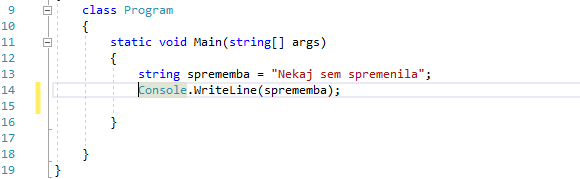 9 class Program
10 {
11 static void Main(string[] args)
12 {
13 string sprememba = "Nekaj sem spremenila";
14 Console.WriteLine(sprememba);
15
16 }
17
18 }
19 }